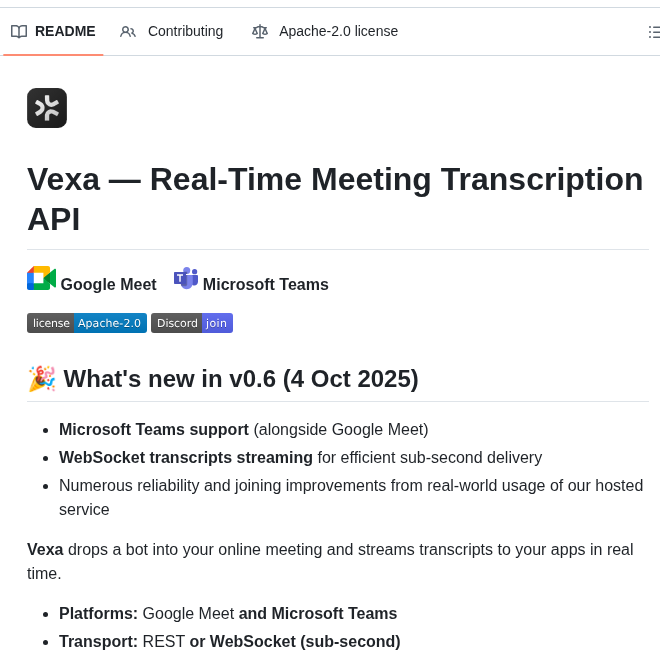 README Contributing Apache-2.0 license
Vexa — Real-Time Meeting Transcription
API
Google Meet Microsoft Teams
license Apache-2.0 Discord join
🎉 What's new in v0.6 (4 Oct 2025)
• Microsoft Teams support (alongside Google Meet)
• WebSocket transcripts streaming for efficient sub-second delivery
• Numerous reliability and joining improvements from real-world usage of our hosted
service
Vexa drops a bot into your online meeting and streams transcripts to your apps in real
time.
• Platforms: Google Meet and Microsoft Teams
• Transport: REST or WebSocket (sub-second)